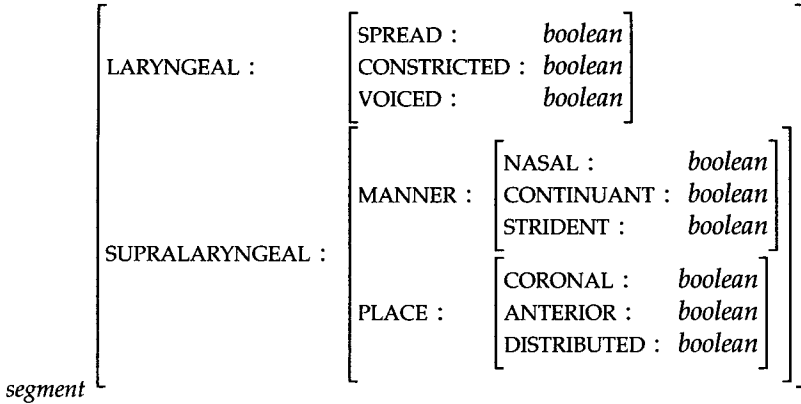 SPREAD : boolean
LARYNGEAL : CONSTRICTED : boolean
VOICED : boolean
NASAL : boolean
MANNER : CONTINUANT : boolean
STRIDENT : boolean
SUPRALARYNGEAL :
CORONAL : boolean
PLACE : ANTERIOR : boolean
DISTRIBUTED : boolean
segment